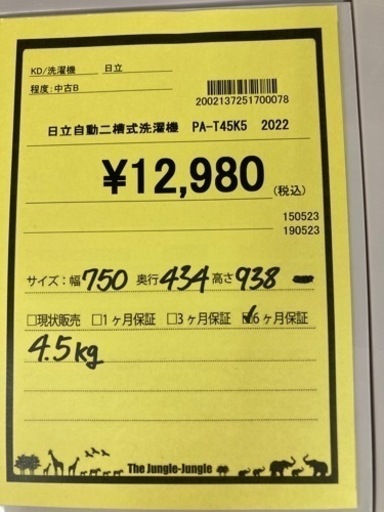 KD/洗濯機 日立
程度:中古B
2002137251700078
日立自動二槽式洗濯機 PA-T45K5 2022
¥12,980(税込)
150523
190523
サイズ:幅750 奥行434 高さ938
□現状販売 □1ヶ月保証 □3ヶ月保証 ☑6ヶ月保証
4.5kg
The Jungle-Jungle